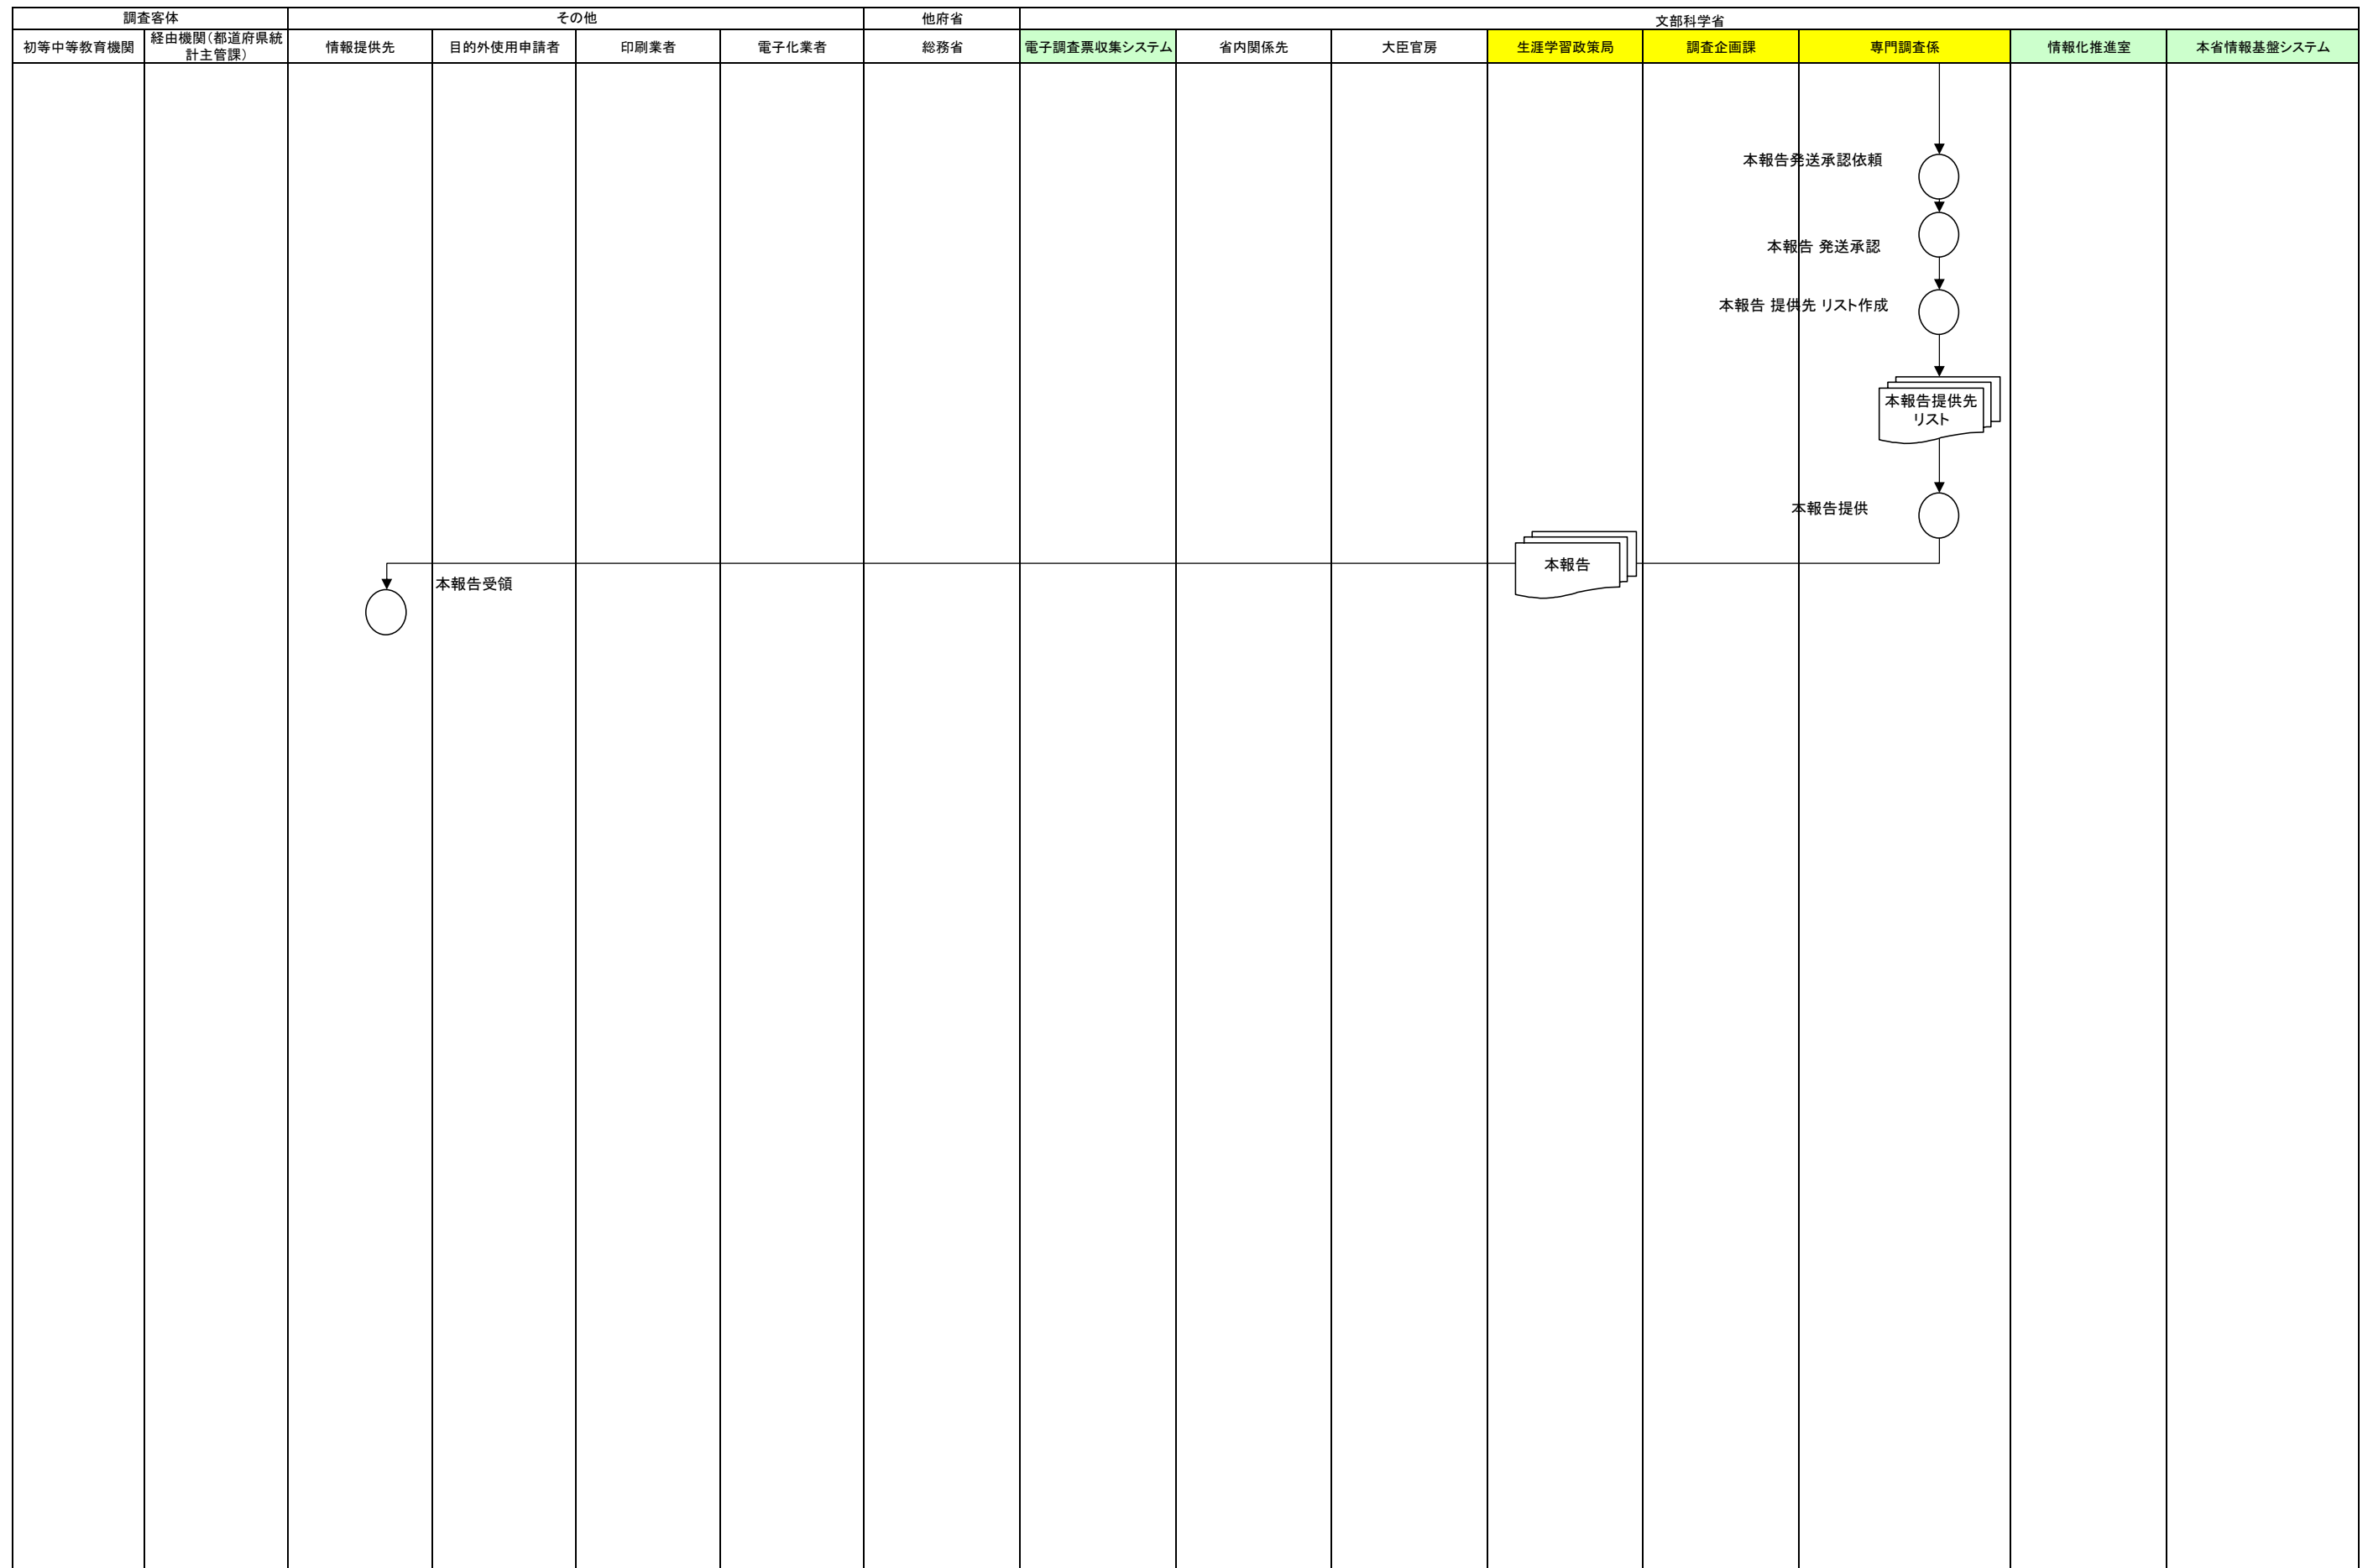 調査客体
その他
他府省
文部科学省
初等中等教育機関
経由機関（都道府県統
計主管課）
情報提供先
目的外使用申請者
印刷業者
電子化業者
総務省
電子調査票収集システム
省内関係先
大臣官房
生涯学習政策局
調査企画課
専門調査係
情報化推進室
本省情報基盤システム
本報告発送承認依頼
本報告 発送承認
本報告 提供先 リスト作成
本報告提供先
リスト
本報告提供
本報告
本報告受領